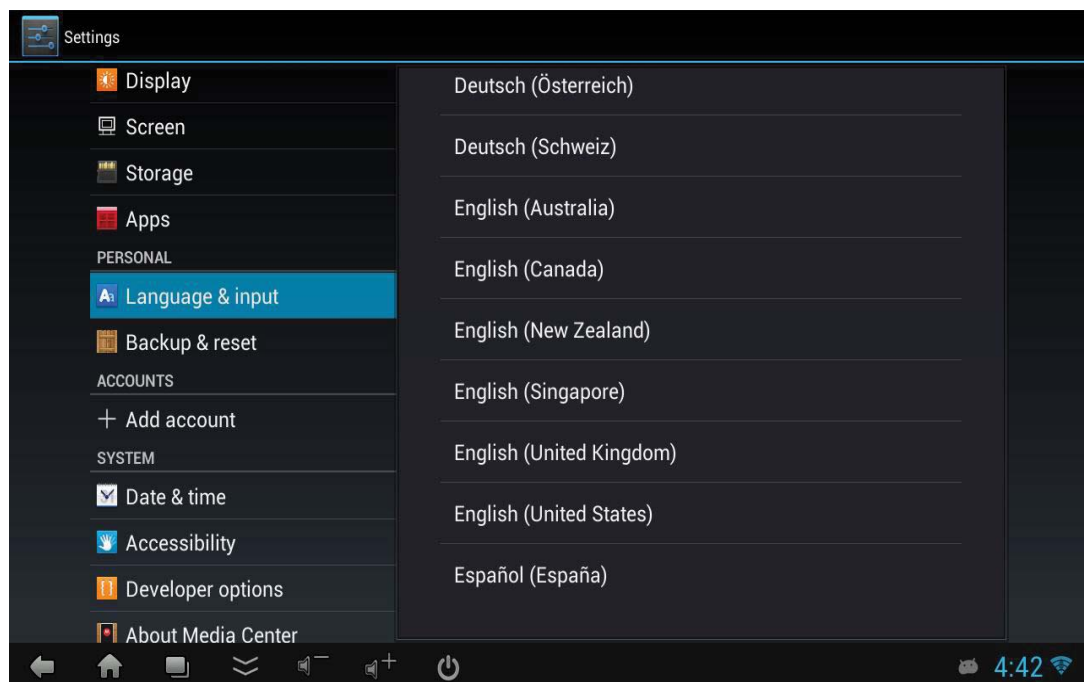 Settings
Display
Screen
Storage
Apps
PERSONAL
Language & input
Backup & reset
ACCOUNTS
Add account
SYSTEM
Date & time
Accessibility
Developer options
About Media Center
Deutsch (Österreich)
Deutsch (Schweiz)
English (Australia)
English (Canada)
English (New Zealand)
English (Singapore)
English (United Kingdom)
English (United States)
Español (España)
4:42